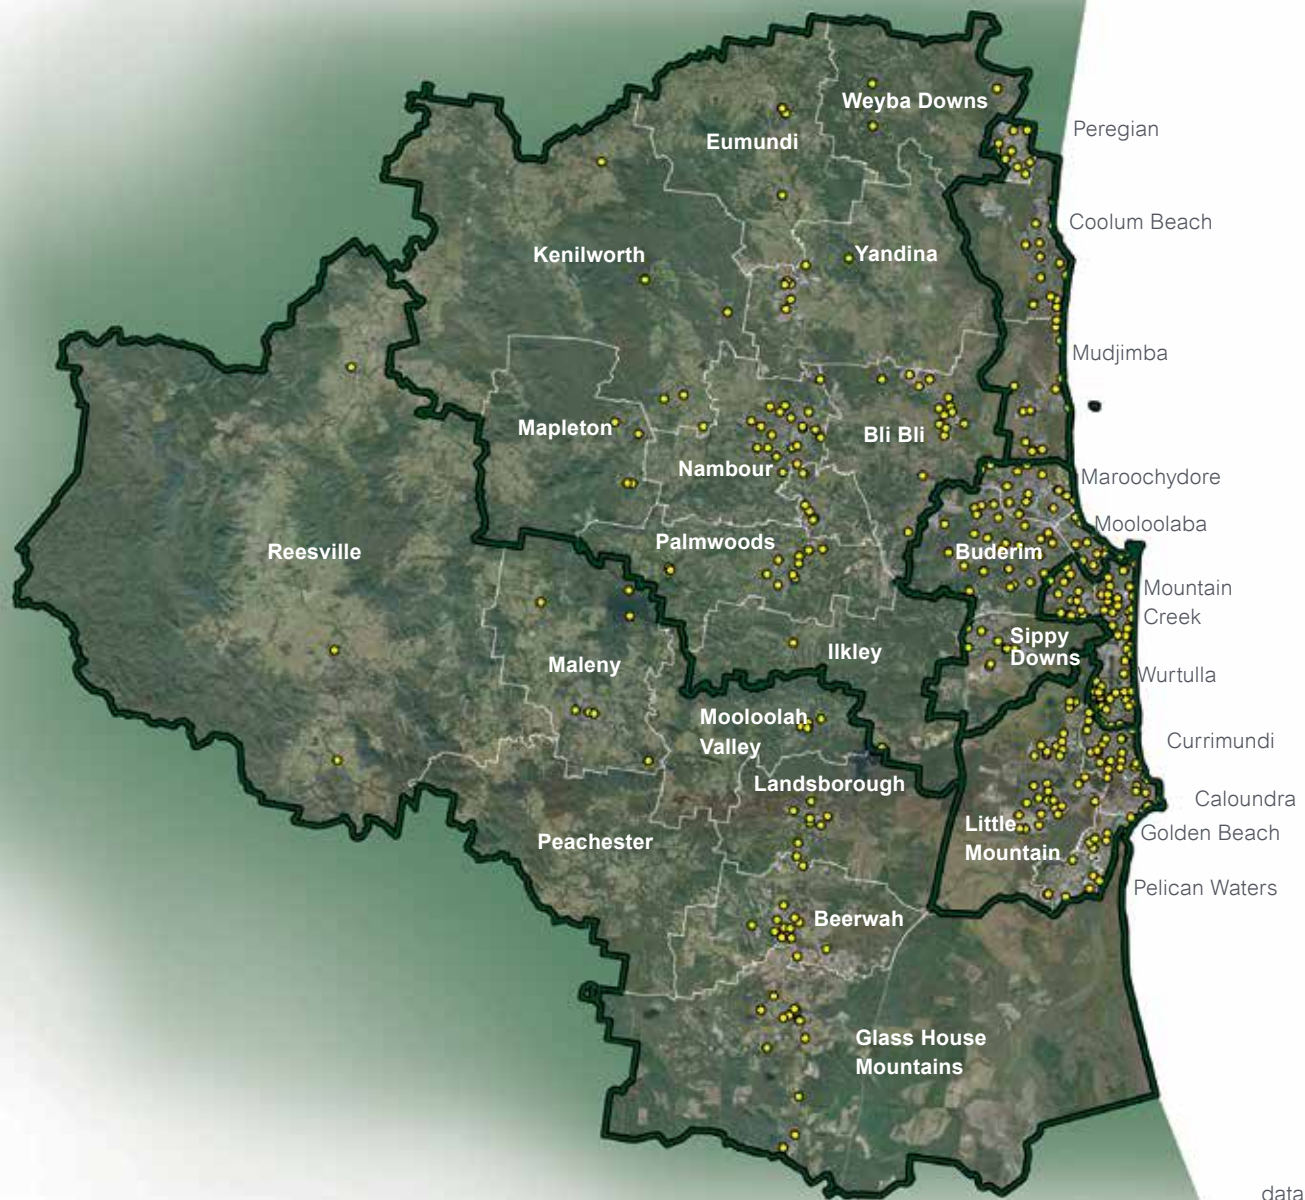 Weyba Downs
Peregian
Eumundi
Coolum Beach
Kenilworth
Yandina
Mudjimba
Mapleton
Bli Bli
Nambour
Maroochydore
Mooloolaba
Reesville
Palmwoods
Buderim
Mountain
Creek
Sippy
Downs
Ilkley
Maleny
Wurtulla
Mooloolah
Valley
Currimundi
Landsborough
Caloundra
Little
Mountain
Golden Beach
Peachester
Pelican Waters
Beerwah
Glass House
Mountains
data